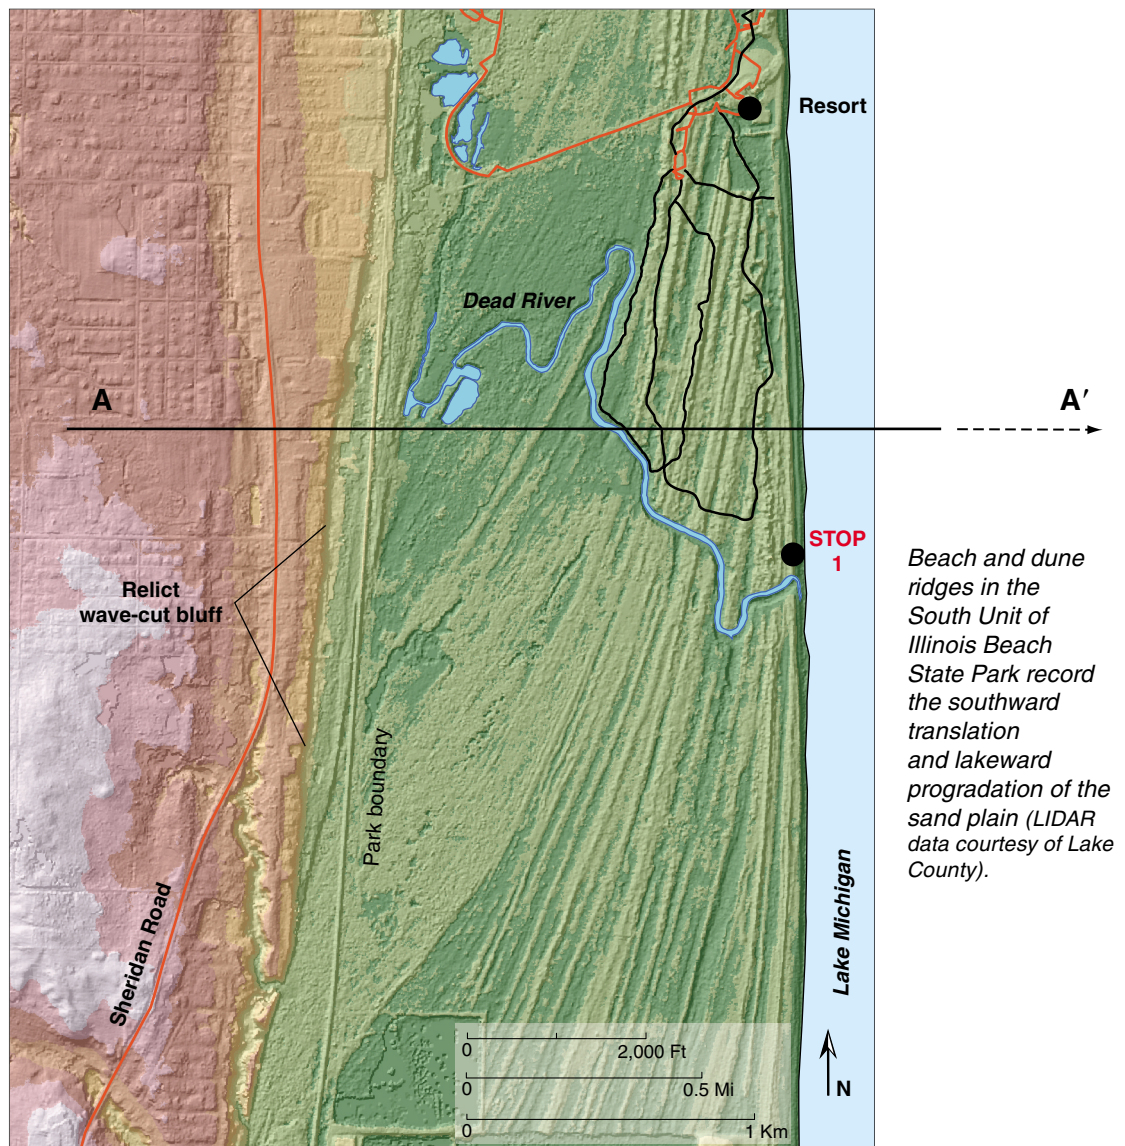 Resort
Dead River
A
A′
STOP
1
Relict
wave-cut bluff
Beach and dune
ridges in the
South Unit of
Illinois Beach
State Park record
the southward
translation
and lakeward
progradation of the
sand plain (LIDAR
data courtesy of Lake
County).
Park boundary
Sheridan Road
Lake Michigan
0
2,000 Ft
0
0.5 Mi
0
1 Km
N